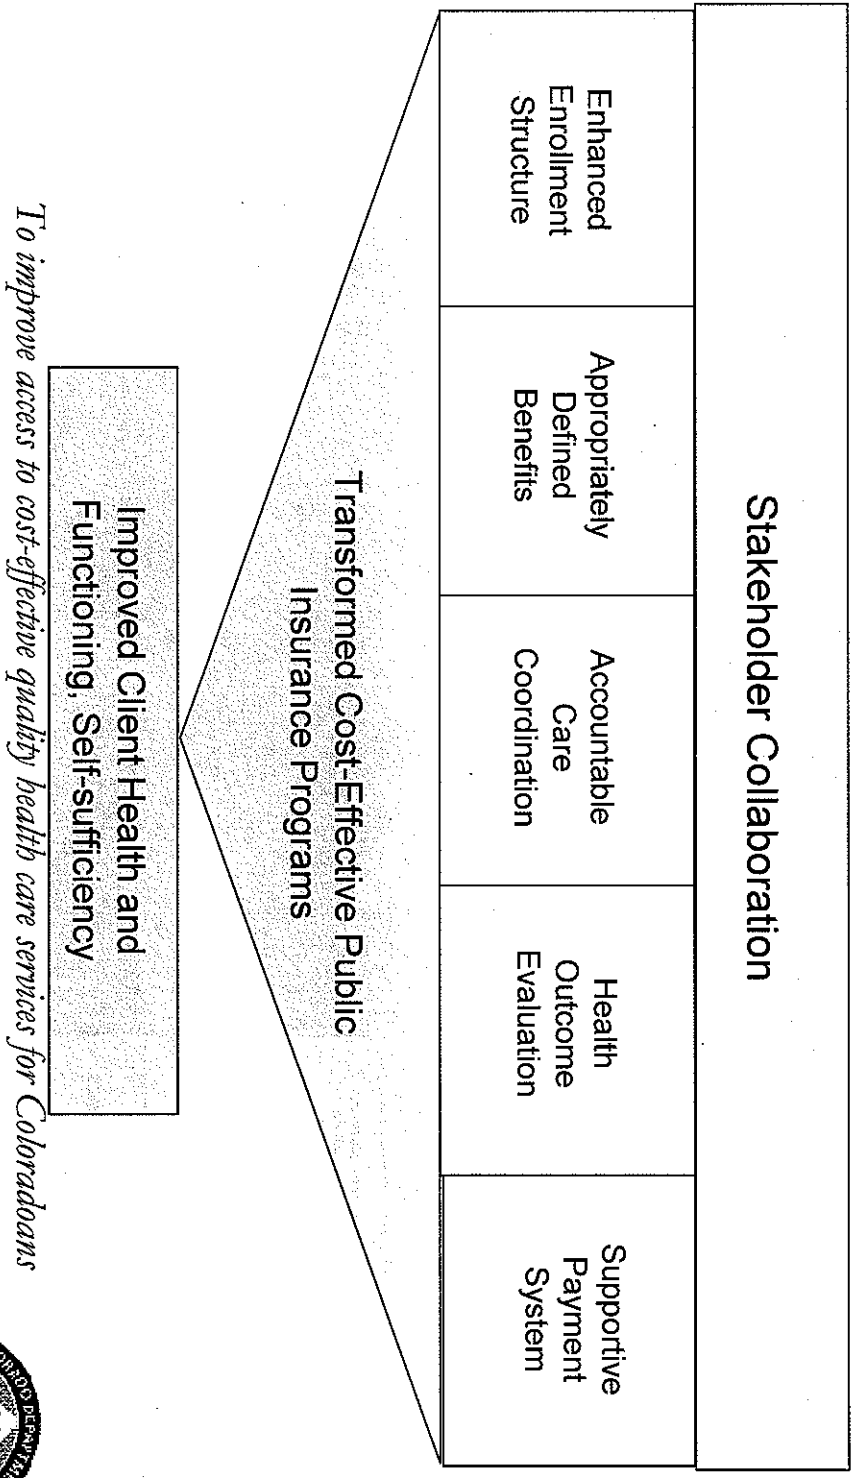 Stakeholder Collaboration
Enhanced
Enrollment
Structure
Appropriately
Defined
Benefits
Accountable
Care
Coordination
Health
Outcome
Evaluation
Supportive
Payment
System
Transformed Cost-Effective Public
Insurance Programs
Improved Client Health and
Functioning, Self-sufficiency
To improve access to cost-effective quality health care services for Coloradoans